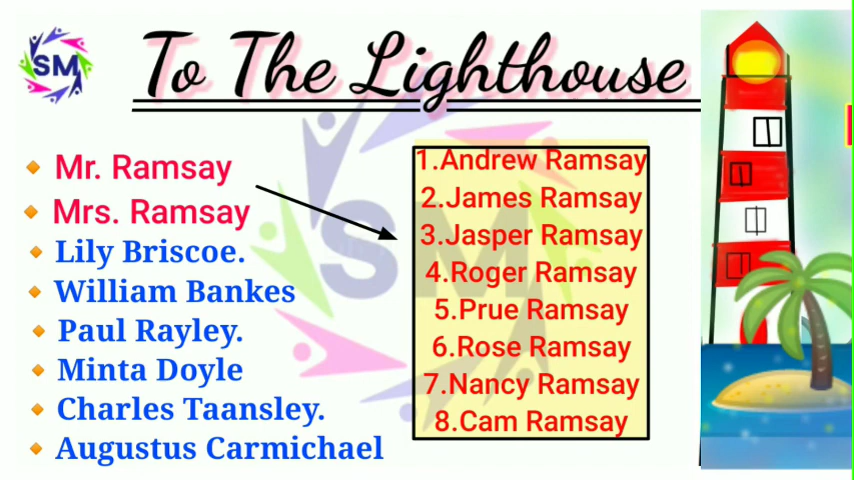 SM
To The Lighthouse
🔸 Mr. Ramsay
🔸 Mrs. Ramsay
🔸 Lily Briscoe.
🔸 William Bankes
🔸 Paul Rayley.
🔸 Minta Doyle
🔸 Charles Taansley.
🔸 Augustus Carmichael
1.Andrew Ramsay
2.James Ramsay
3.Jasper Ramsay
4.Roger Ramsay
5.Prue Ramsay
6.Rose Ramsay
7.Nancy Ramsay
8.Cam Ramsay
SM